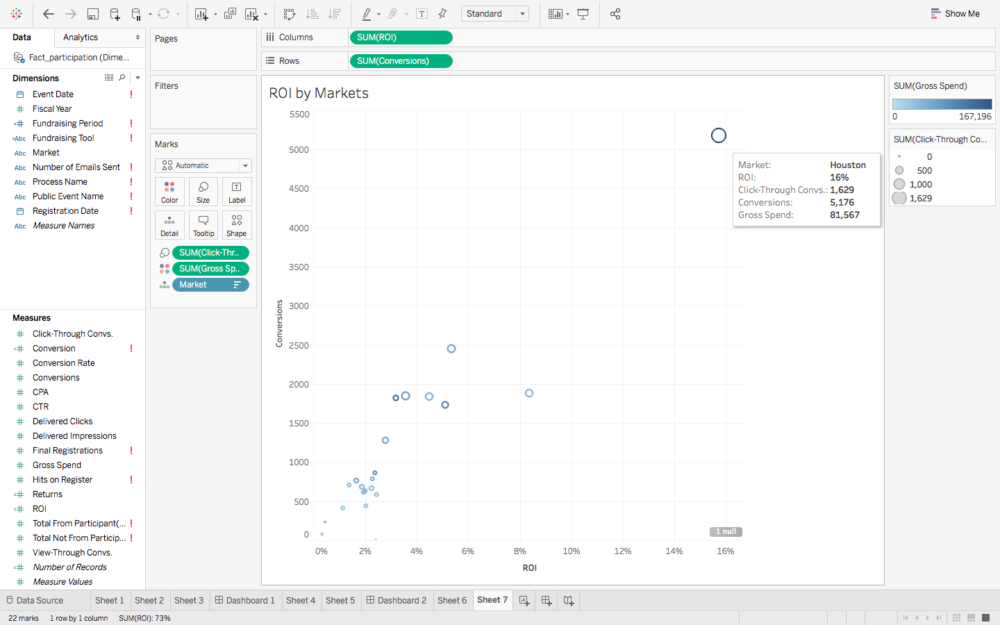 Standard
Show Me
Data
Analytics
Fact_participation (Dime...
Dimensions
Event Date !
Fiscal Year
Fundraising Period !
=Abc Fundraising Tool !
Abc Market
Abc Number of Emails Sent !
Abc Process Name !
Abc Public Event Name !
Registration Date !
Abc Measure Names
Measures
Click-Through Convs.
Conversion !
Conversion Rate
Conversions
CPA
CTR
Delivered Clicks
Delivered Impressions
Final Registrations !
Gross Spend
Hits on Register !
Returns
ROI
Total From Participant(... !
Total Not From Particip... !
View-Through Convs.
Number of Records
Measure Values
Pages
Filters
Marks
Automatic
Color
Size
Label
Detail
Tooltip
Shape
SUM(Click-Thr..
SUM(Gross Sp..
Market
Columns
SUM(ROI)
Rows
SUM(Conversions)
ROI by Markets
5500
5000
4500
4000
3500
3000
2500
2000
1500
1000
500
0
Conversions
0% 2% 4% 6% 8% 10% 12% 14% 16%
ROI
1 null
Market: Houston
ROI: 16%
Click-Through Convs.: 1,629
Conversions: 5,176
Gross Spend: 81,567
SUM(Gross Spend)
0 167,196
SUM(Click-Through Co...
0
500
1,000
1,629
Data Source
Sheet 1
Sheet 2
Sheet 3
Dashboard 1
Sheet 4
Sheet 5
Dashboard 2
Sheet 6
Sheet 7
22 marks
1 row by 1 column
SUM(ROI): 73%